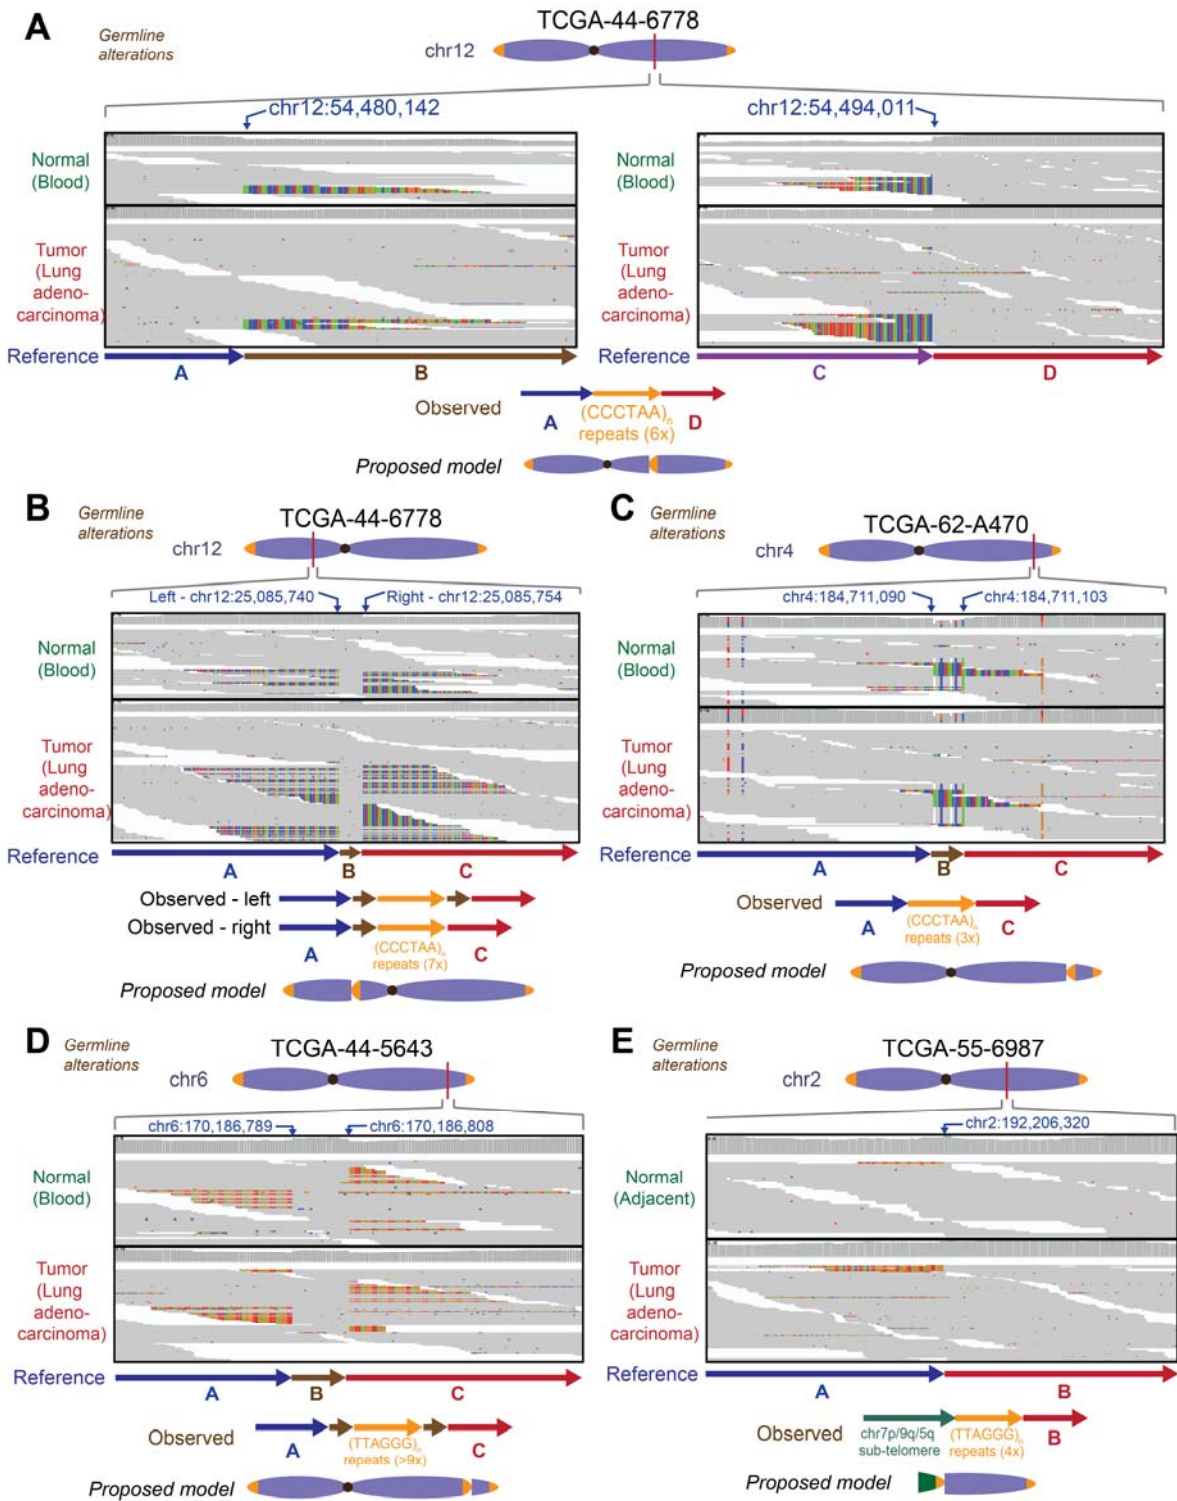 A
Germline
alterations
TCGA-44-6778
chr12
chr12:54,480,142
chr12:54,494,011
Normal
(Blood)
Tumor
(Lung
adeno-
carcinoma)
Normal
(Blood)
Tumor
(Lung
adeno-
carcinoma)
Reference
A
B
C
D
Observed
A
(CCCTAA)n
repeats (6x)
D
Proposed model
B
Germline
alterations
TCGA-44-6778
chr12
Left - chr12:25,085,740
Right - chr12:25,085,754
Normal
(Blood)
Tumor
(Lung
adeno-
carcinoma)
Reference
A
B
C
Observed - left
Observed - right
A
(CCCTAA)n
repeats (7x)
C
Proposed model
C
Germline
alterations
TCGA-62-A470
chr4
chr4:184,711,090
chr4:184,711,103
Normal
(Blood)
Tumor
(Lung
adeno-
carcinoma)
Reference
A
B
C
Observed
A
(CCCTAA)n
repeats (3x)
C
Proposed model
D
Germline
alterations
TCGA-44-5643
chr6
chr6:170,186,789
chr6:170,186,808
Normal
(Blood)
Tumor
(Lung
adeno-
carcinoma)
Reference
A
B
C
Observed
A
(TTAGGG)n
repeats (>9x)
C
Proposed model
E
Germline
alterations
TCGA-55-6987
chr2
chr2:192,206,320
Normal
(Adjacent)
Tumor
(Lung
adeno-
carcinoma)
Reference
A
B
Observed
chr7p/9q/5q
sub-telomere
(TTAGGG)n
repeats (4x)
B
Proposed model